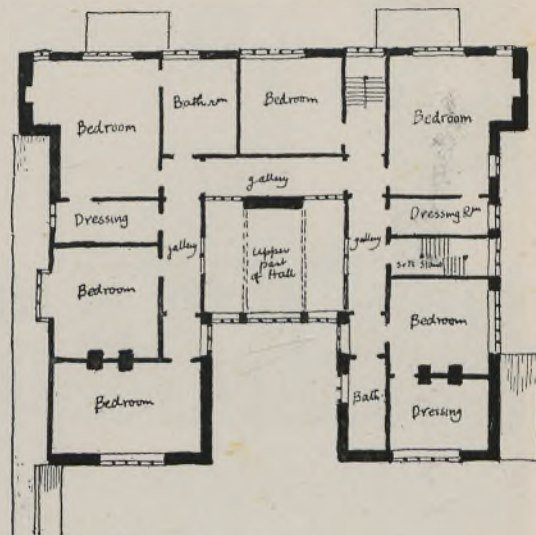 Bath rm
Bedroom
Bedroom
Bedroom
gallery
Dressing
Dressing Rm
gallery
upper
part
of Hall
gallery
Bedroom
Bedroom
Bedroom
Bath
Dressing